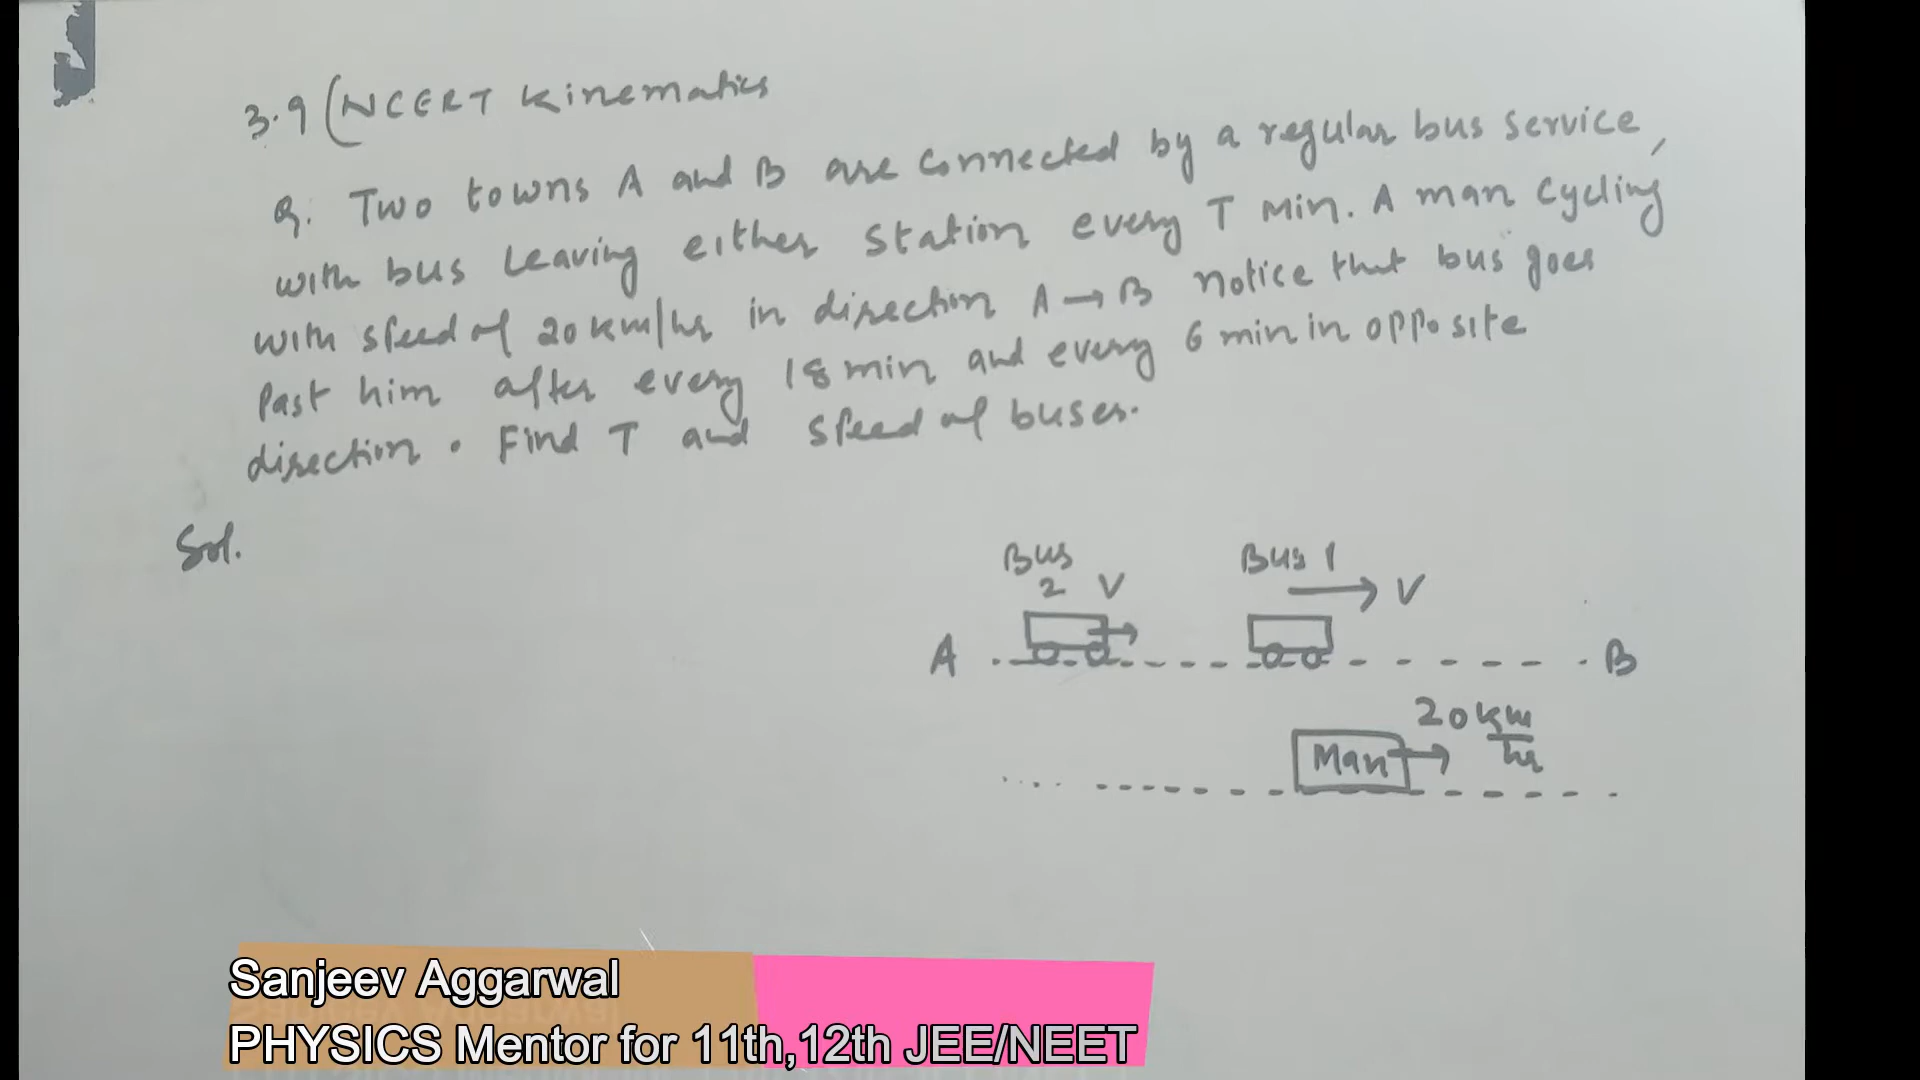 3.9 (NCERT Kinematics
Q. Two towns A and B are connected by a regular bus service,
with bus leaving either station every T Min. A man cycling
with speed of 20 km/hr in direction A → B notice that bus goes
Past him after every 18 min and every 6 min in opposite
direction. Find T and speed of buses.
Sol.
Bus 2 V
Bus 1 → V
A
B
20 km/hr
Man
Sanjeev Aggarwal
PHYSICS Mentor for 11th,12th JEE/NEET